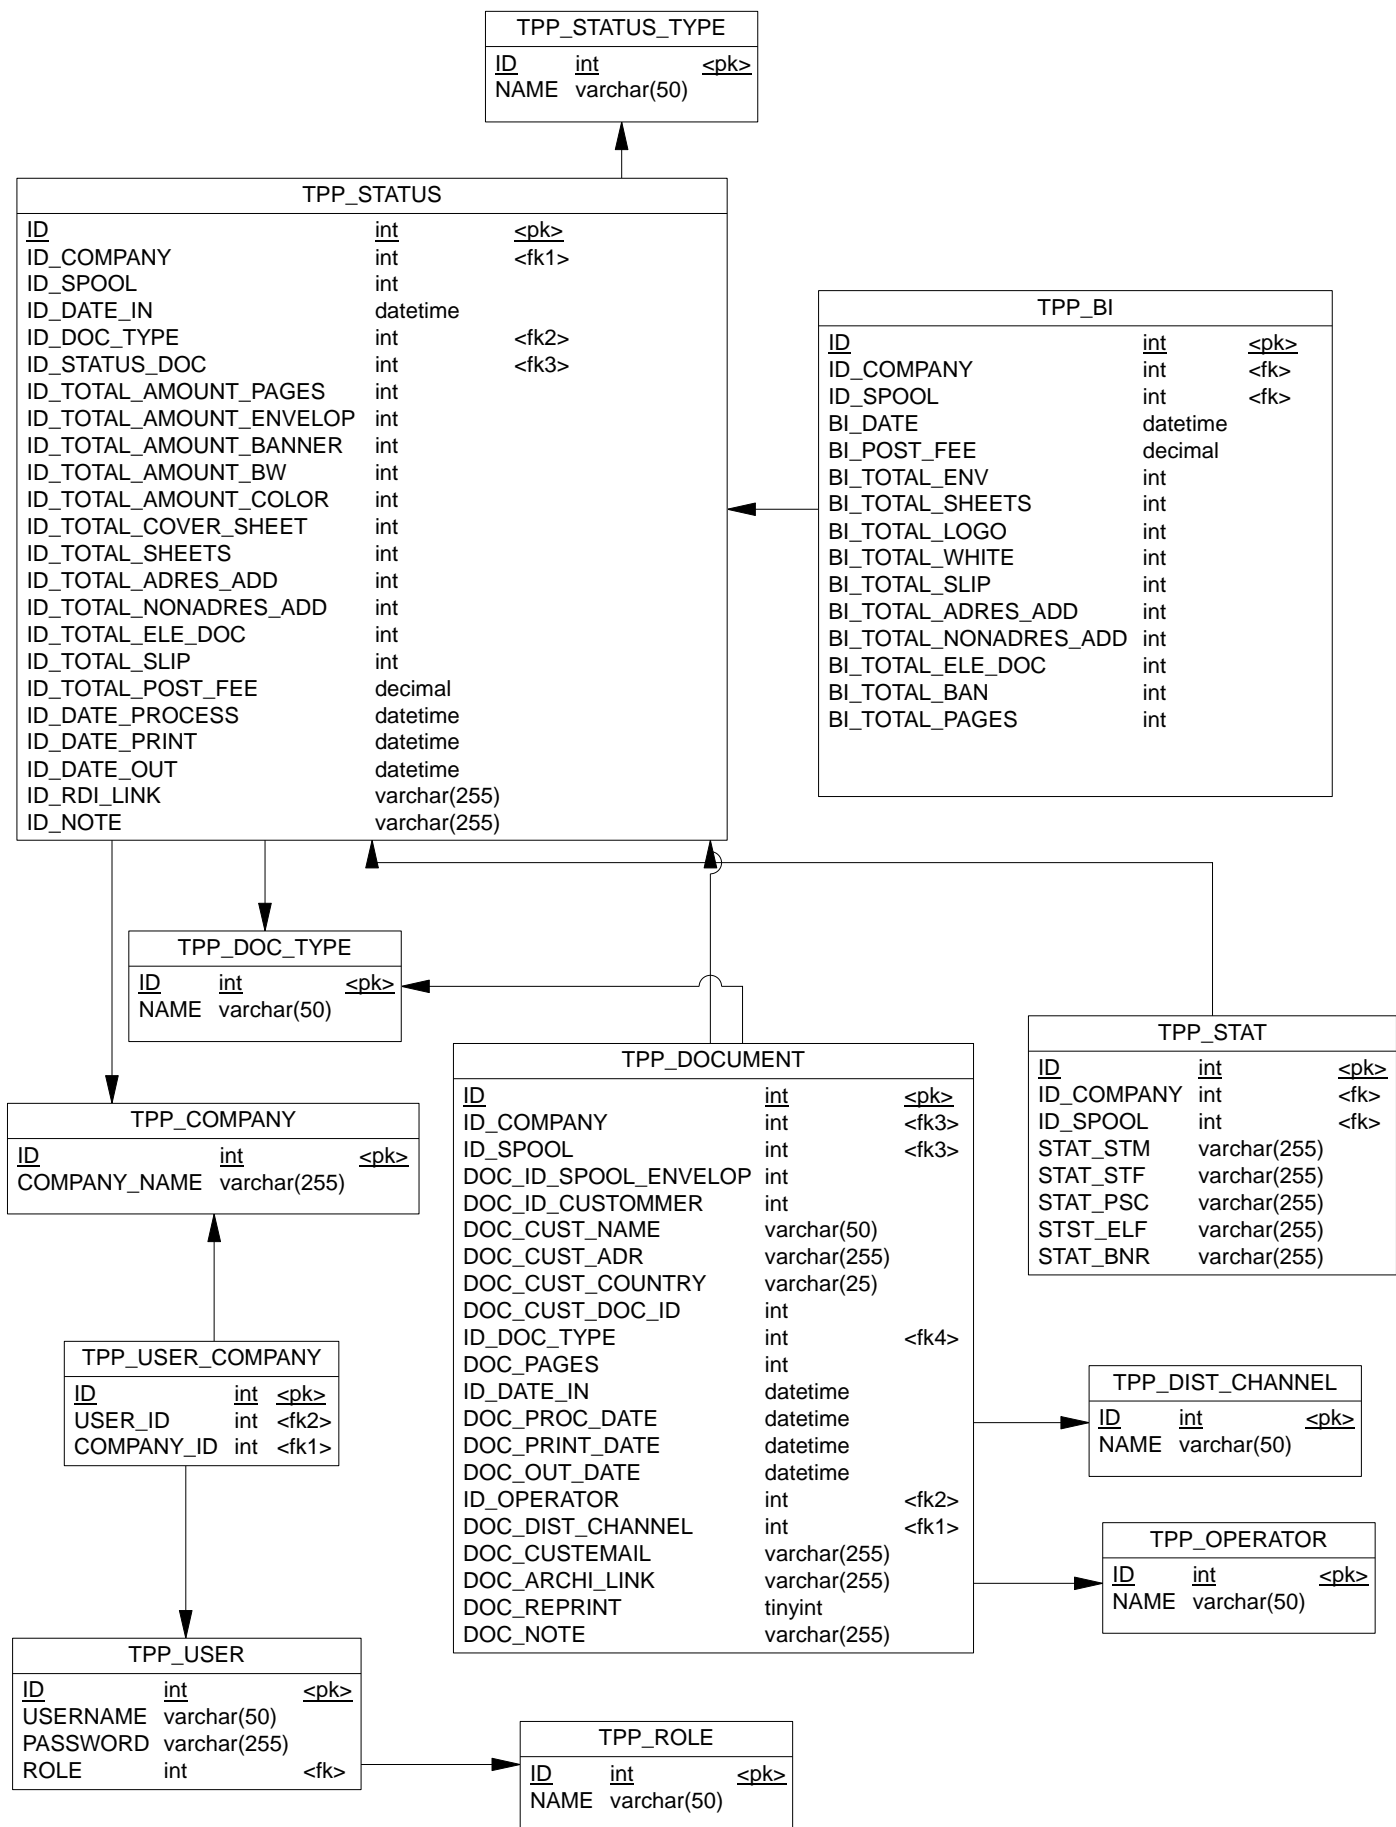 TPP_STATUS_TYPE
ID int <pk>
NAME varchar(50)
TPP_STATUS
ID int <pk>
ID_COMPANY int <fk1>
ID_SPOOL int
ID_DATE_IN datetime
ID_DOC_TYPE int <fk2>
ID_STATUS_DOC int <fk3>
ID_TOTAL_AMOUNT_PAGES int
ID_TOTAL_AMOUNT_ENVELOP int
ID_TOTAL_AMOUNT_BANNER int
ID_TOTAL_AMOUNT_BW int
ID_TOTAL_AMOUNT_COLOR int
ID_TOTAL_COVER_SHEET int
ID_TOTAL_SHEETS int
ID_TOTAL_ADRES_ADD int
ID_TOTAL_NONADRES_ADD int
ID_TOTAL_ELE_DOC int
ID_TOTAL_SLIP int
ID_TOTAL_POST_FEE decimal
ID_DATE_PROCESS datetime
ID_DATE_PRINT datetime
ID_DATE_OUT datetime
ID_RDI_LINK varchar(255)
ID_NOTE varchar(255)
TPP_BI
ID int <pk>
ID_COMPANY int <fk>
ID_SPOOL int <fk>
BI_DATE datetime
BI_POST_FEE decimal
BI_TOTAL_ENV int
BI_TOTAL_SHEETS int
BI_TOTAL_LOGO int
BI_TOTAL_WHITE int
BI_TOTAL_SLIP int
BI_TOTAL_ADRES_ADD int
BI_TOTAL_NONADRES_ADD int
BI_TOTAL_ELE_DOC int
BI_TOTAL_BAN int
BI_TOTAL_PAGES int
TPP_DOC_TYPE
ID int <pk>
NAME varchar(50)
TPP_COMPANY
ID int <pk>
COMPANY_NAME varchar(255)
TPP_DOCUMENT
ID int <pk>
ID_COMPANY int <fk3>
ID_SPOOL int <fk3>
DOC_ID_SPOOL_ENVELOP int
DOC_ID_CUSTOMMER int
DOC_CUST_NAME varchar(50)
DOC_CUST_ADR varchar(255)
DOC_CUST_COUNTRY varchar(25)
DOC_CUST_DOC_ID int
ID_DOC_TYPE int <fk4>
DOC_PAGES int
ID_DATE_IN datetime
DOC_PROC_DATE datetime
DOC_PRINT_DATE datetime
DOC_OUT_DATE datetime
ID_OPERATOR int <fk2>
DOC_DIST_CHANNEL int <fk1>
DOC_CUSTEMAIL varchar(255)
DOC_ARCHI_LINK varchar(255)
DOC_REPRINT tinyint
DOC_NOTE varchar(255)
TPP_STAT
ID int <pk>
ID_COMPANY int <fk>
ID_SPOOL int <fk>
STAT_STM varchar(255)
STAT_STF varchar(255)
STAT_PSC varchar(255)
STST_ELF varchar(255)
STAT_BNR varchar(255)
TPP_USER_COMPANY
ID int <pk>
USER_ID int <fk2>
COMPANY_ID int <fk1>
TPP_DIST_CHANNEL
ID int <pk>
NAME varchar(50)
TPP_OPERATOR
ID int <pk>
NAME varchar(50)
TPP_USER
ID int <pk>
USERNAME varchar(50)
PASSWORD varchar(255)
ROLE int <fk>
TPP_ROLE
ID int <pk>
NAME varchar(50)